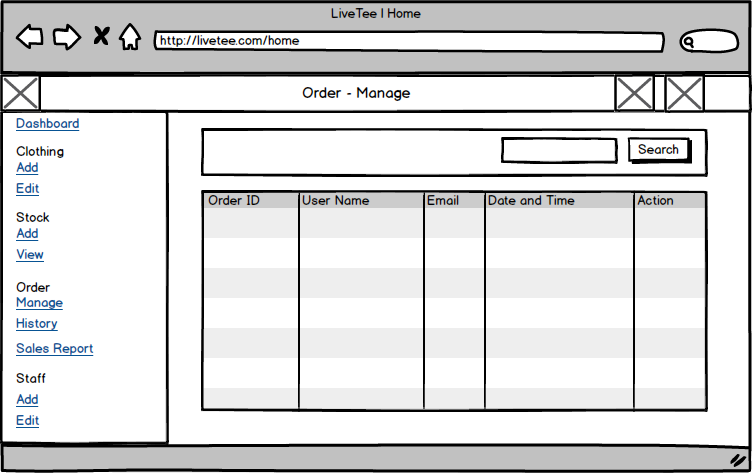 LiveTee | Home
http://livetee.com/home
Order - Manage
Dashboard
Clothing
Add
Edit
Stock
Add
View
Order
Manage
History
Sales Report
Staff
Add
Edit
Search
Order ID User Name Email Date and Time Action